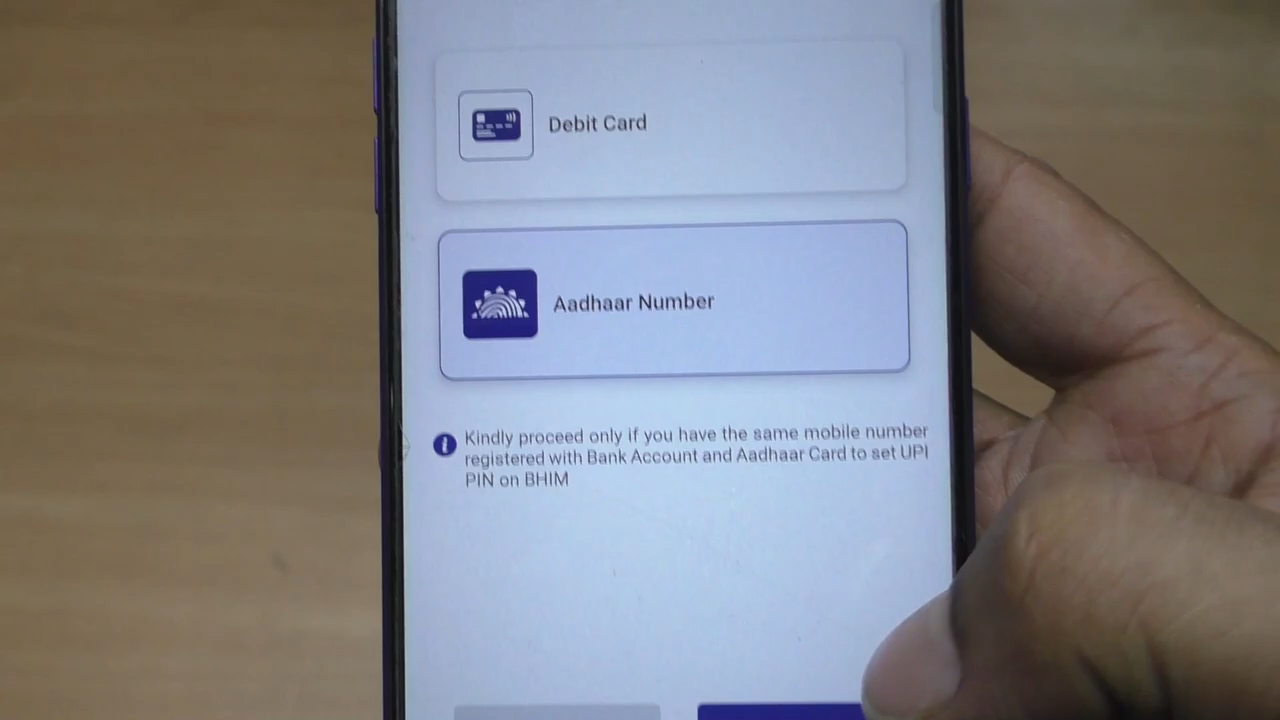 Debit Card
Aadhaar Number
Kindly proceed only if you have the same mobile number
registered with Bank Account and Aadhaar Card to set UPI
PIN on BHIM